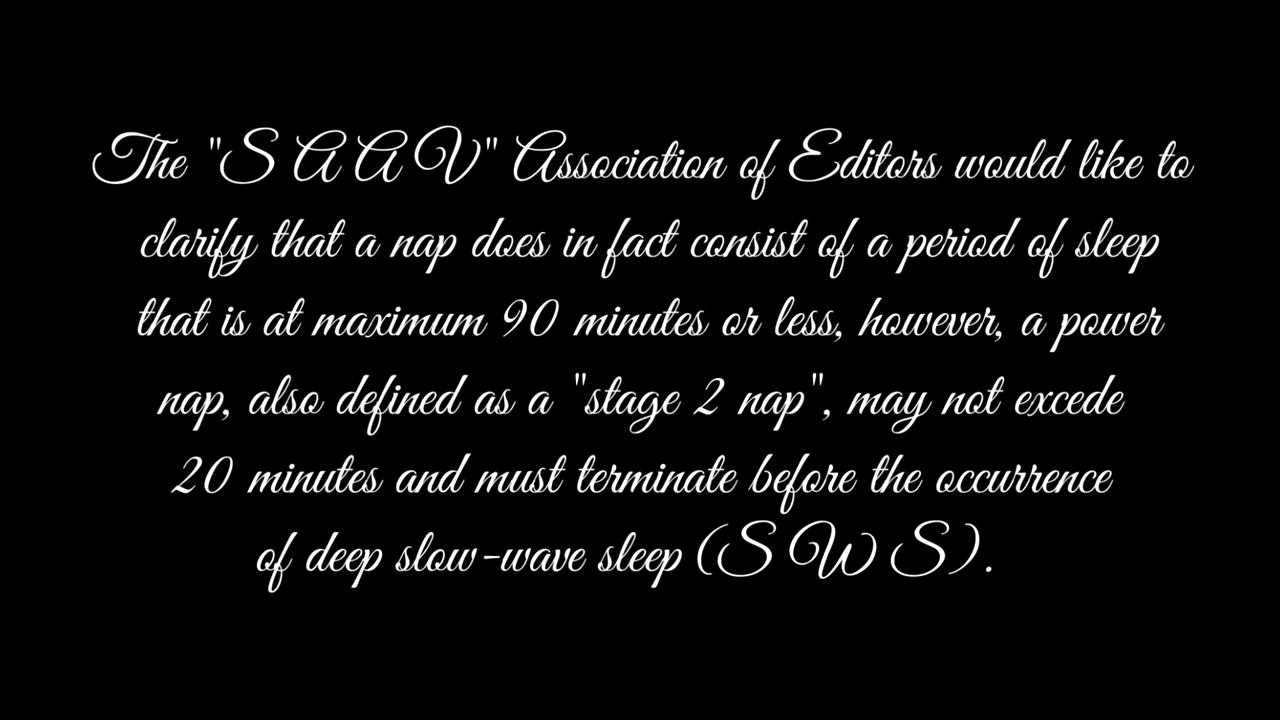 The "S A A V" Association of Editors would like to
clarify that a nap does in fact consist of a period of sleep
that is at maximum 90 minutes or less, however, a power
nap, also defined as a "stage 2 nap", may not excede
20 minutes and must terminate before the occurrence
of deep slow-wave sleep (S W S).